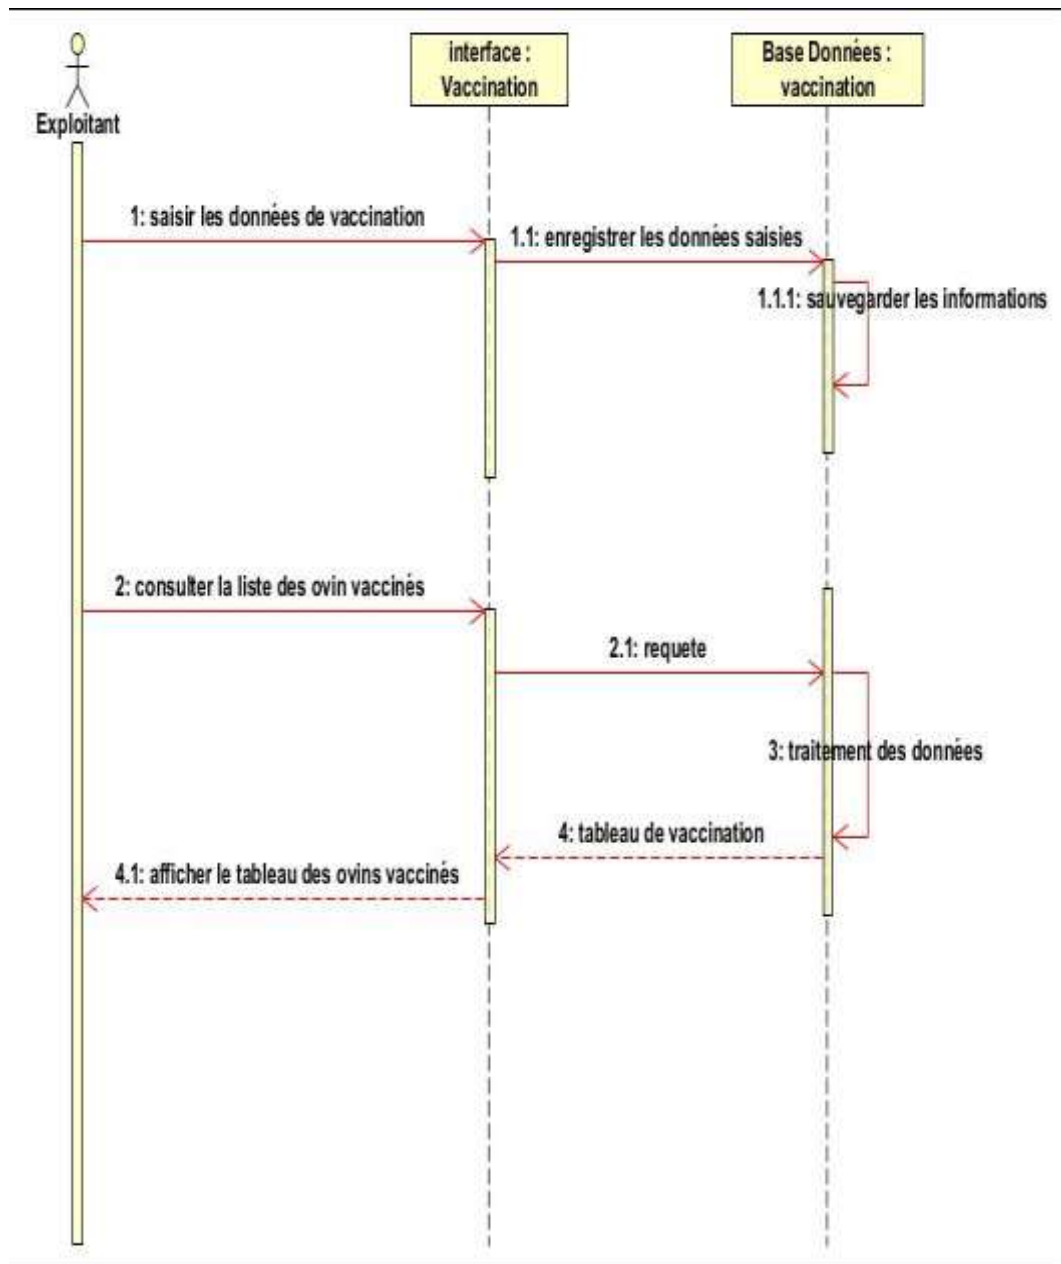 interface :
Vaccination
Base Données :
vaccination
Exploitant
1: saisir les données de vaccination
1.1: enregistrer les données saisies
1.1.1: sauvegarder les informations
2: consulter la liste des ovin vaccinés
2.1: requete
3: traitement des données
4: tableau de vaccination
4.1: afficher le tableau des ovins vaccinés